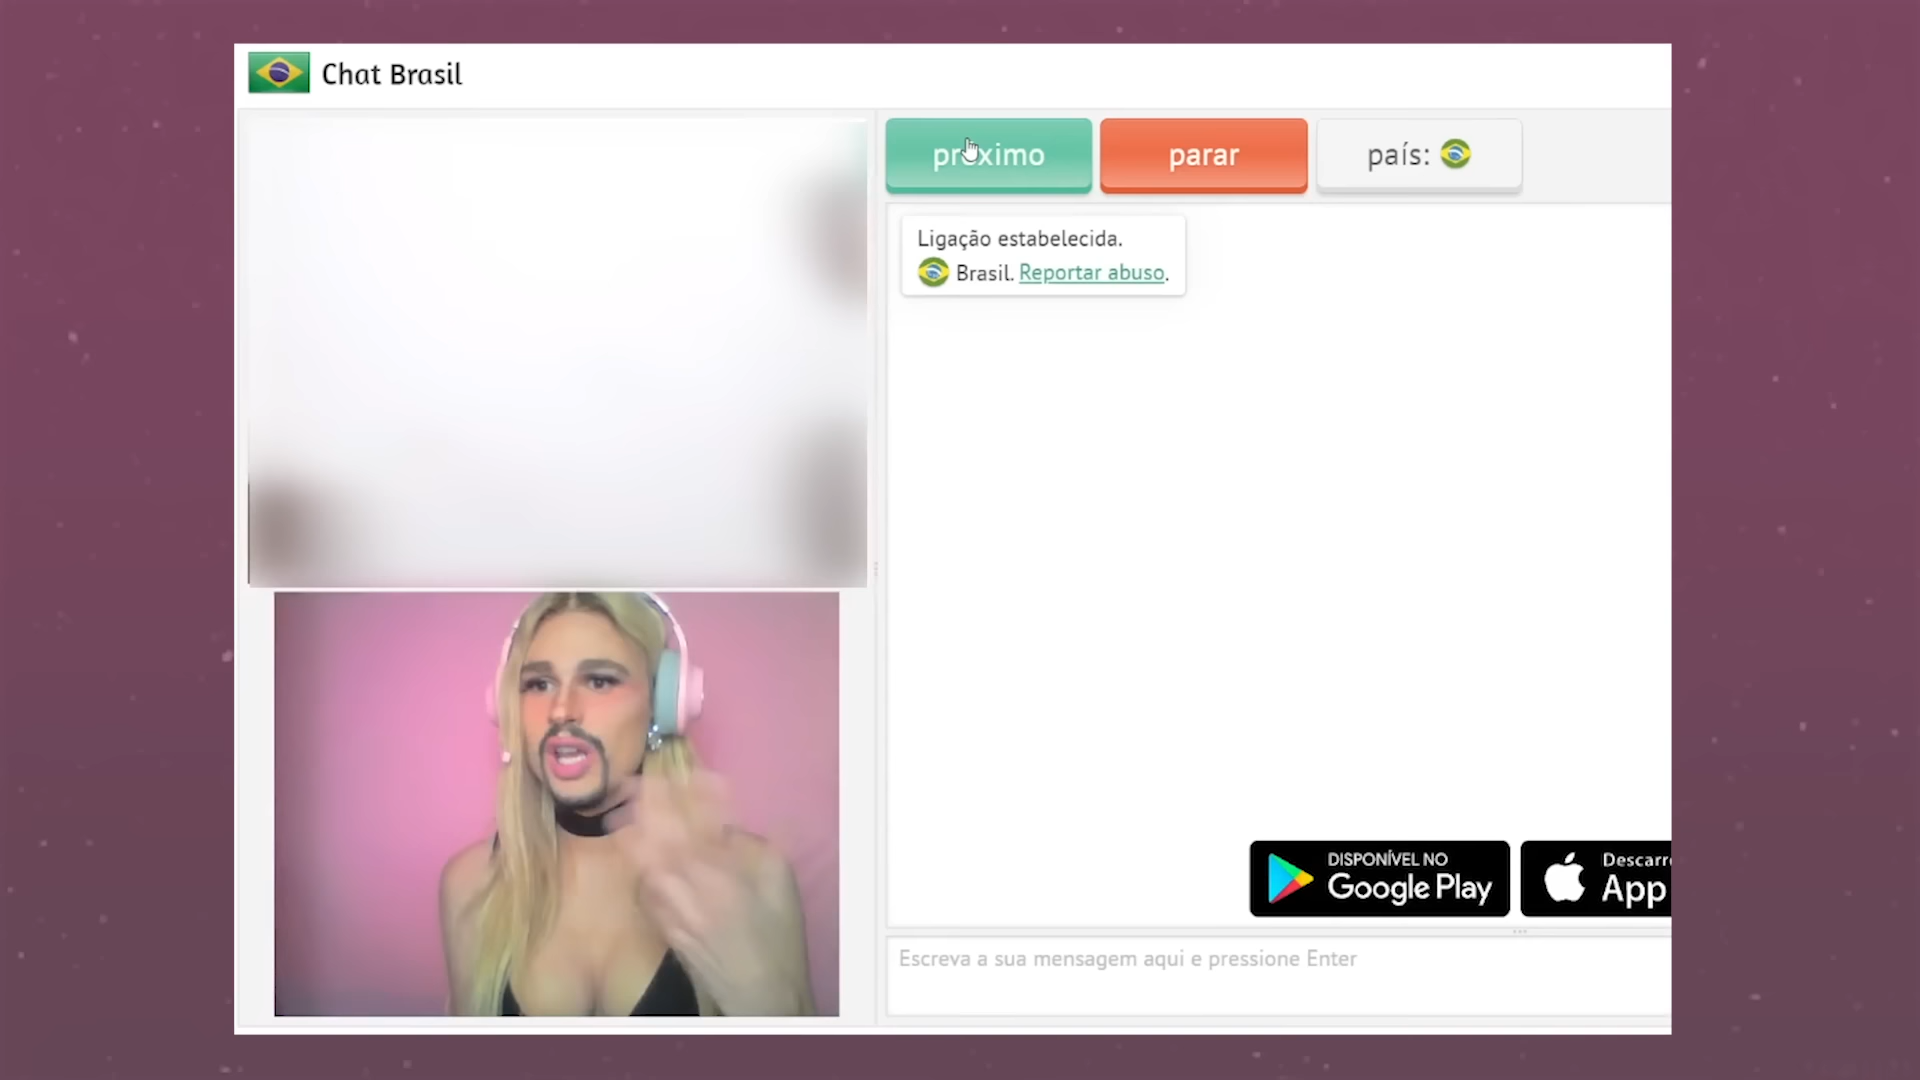 Chat Brasil
próximo
parar
país:
Ligação estabelecida.
Brasil. Reportar abuso.
DISPONÍVEL NO
Google Play
Descarr
App
Escreva a sua mensagem aqui e pressione Enter